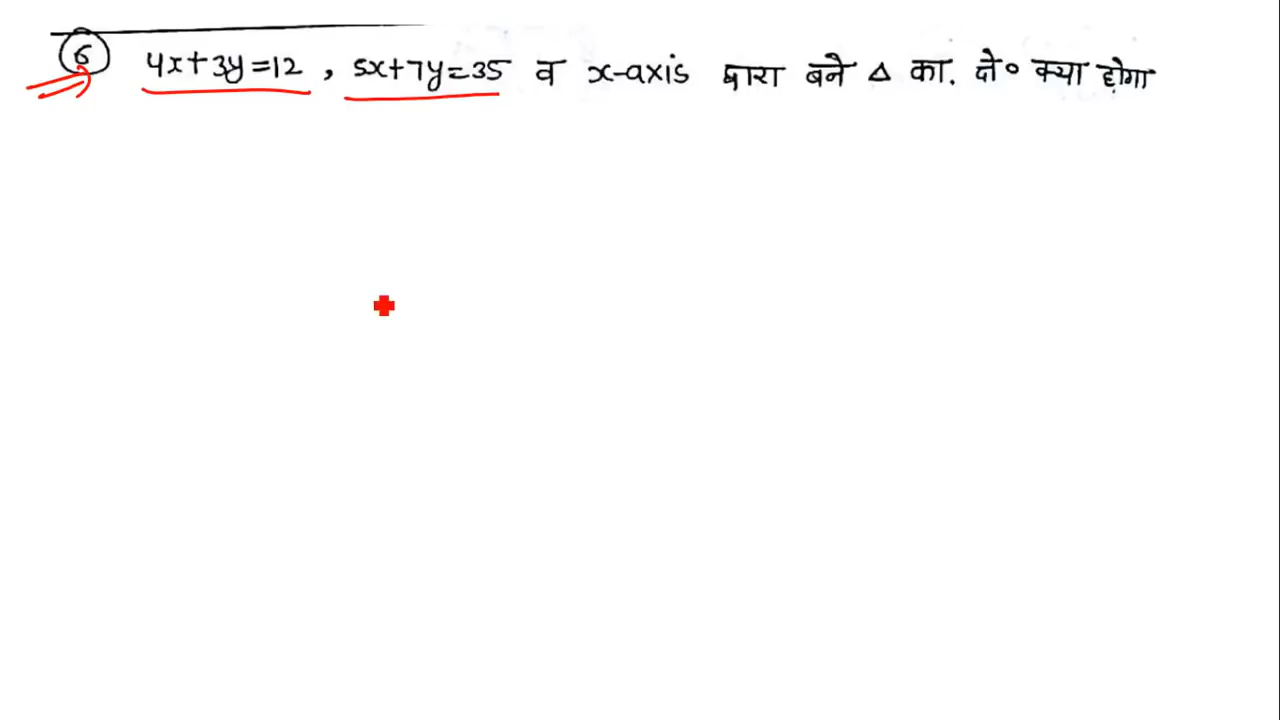 6 4x+3y=12 , 5x+7y=35 व x-axis द्वारा बने Δ का. क्षे० क्या होगा